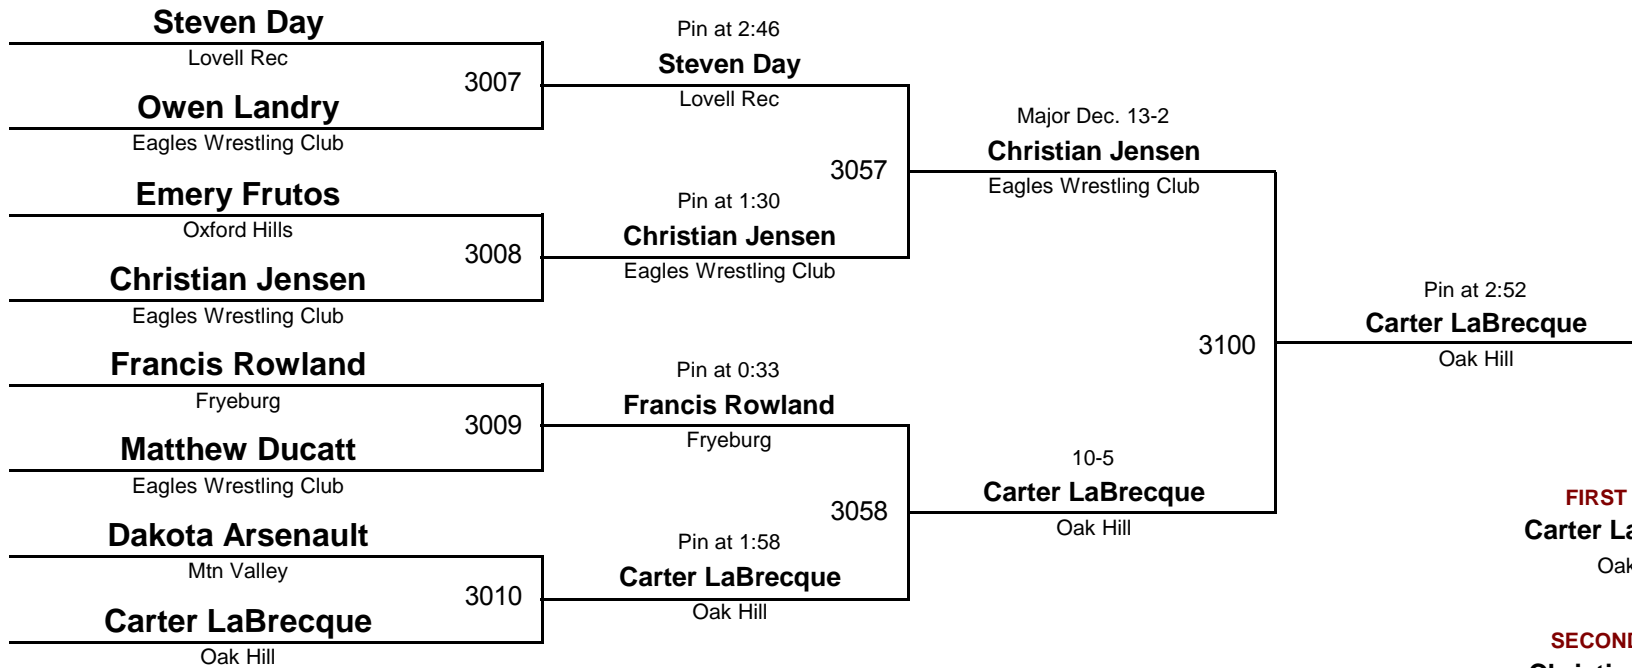 Steven Day
Lovell Rec
3007
Owen Landry
Eagles Wrestling Club
Emery Frutos
Oxford Hills
3008
Christian Jensen
Eagles Wrestling Club
Francis Rowland
Fryeburg
3009
Matthew Ducatt
Eagles Wrestling Club
Dakota Arsenault
Mtn Valley
3010
Carter LaBrecque
Oak Hill
Pin at 2:46
Steven Day
Lovell Rec
3057
Pin at 1:30
Christian Jensen
Eagles Wrestling Club
Pin at 0:33
Francis Rowland
Fryeburg
3058
Pin at 1:58
Carter LaBrecque
Oak Hill
Major Dec. 13-2
Christian Jensen
Eagles Wrestling Club
3100
10-5
Carter LaBrecque
Oak Hill
Pin at 2:52
Carter LaBrecque
Oak Hill
FIRST
Carter La
Oak
SECOND